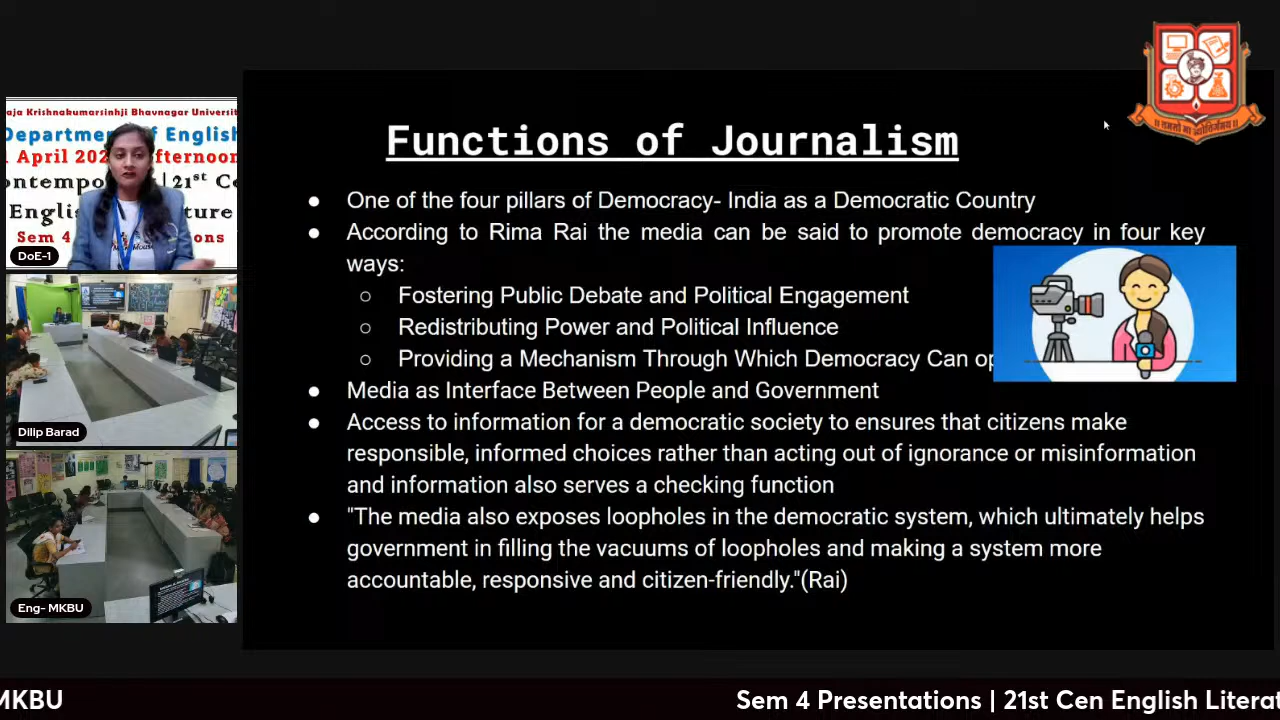 Functions of Journalism
● One of the four pillars of Democracy- India as a Democratic Country
● According to Rima Rai the media can be said to promote democracy in four key
ways:
○ Fostering Public Debate and Political Engagement
○ Redistributing Power and Political Influence
○ Providing a Mechanism Through Which Democracy Can op
● Media as Interface Between People and Government
● Access to information for a democratic society to ensures that citizens make
responsible, informed choices rather than acting out of ignorance or misinformation
and information also serves a checking function
● "The media also exposes loopholes in the democratic system, which ultimately helps
government in filling the vacuums of loopholes and making a system more
accountable, responsive and citizen-friendly."(Rai)
aja Krishnakumarsinhji Bhavnagar Universit
Department of English
April 202 fternoon
ontempo | 21st Ce
Englis ture
Sem 4 ons
DoE-1
Dilip Barad
Eng- MKBU
MKBU
Sem 4 Presentations | 21st Cen English Literat